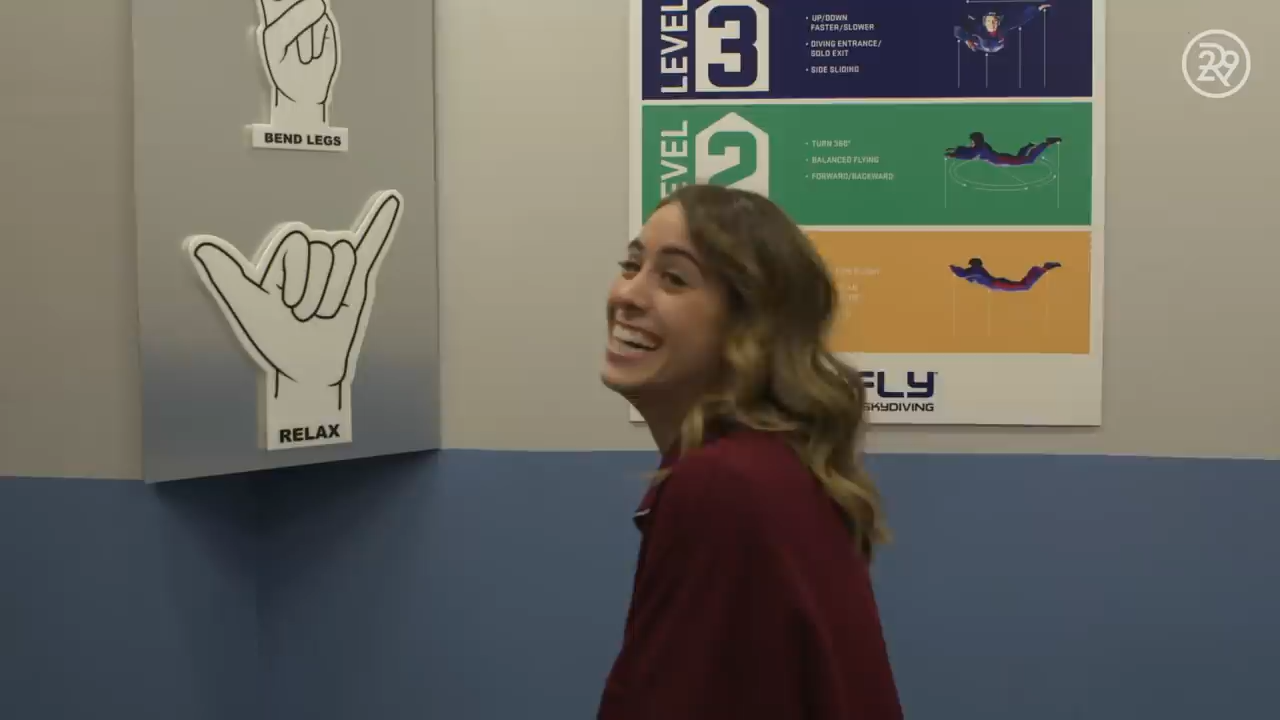 BEND LEGS
RELAX
LEVEL
3
• UP/DOWN
FASTER/SLOWER
• DIVING ENTRANCE/
SOLO EXIT
• SIDE SLIDING
LEVEL
2
• TURN 360°
• BALANCED FLYING
• FORWARD/BACKWARD
FLY
SKYDIVING
R29